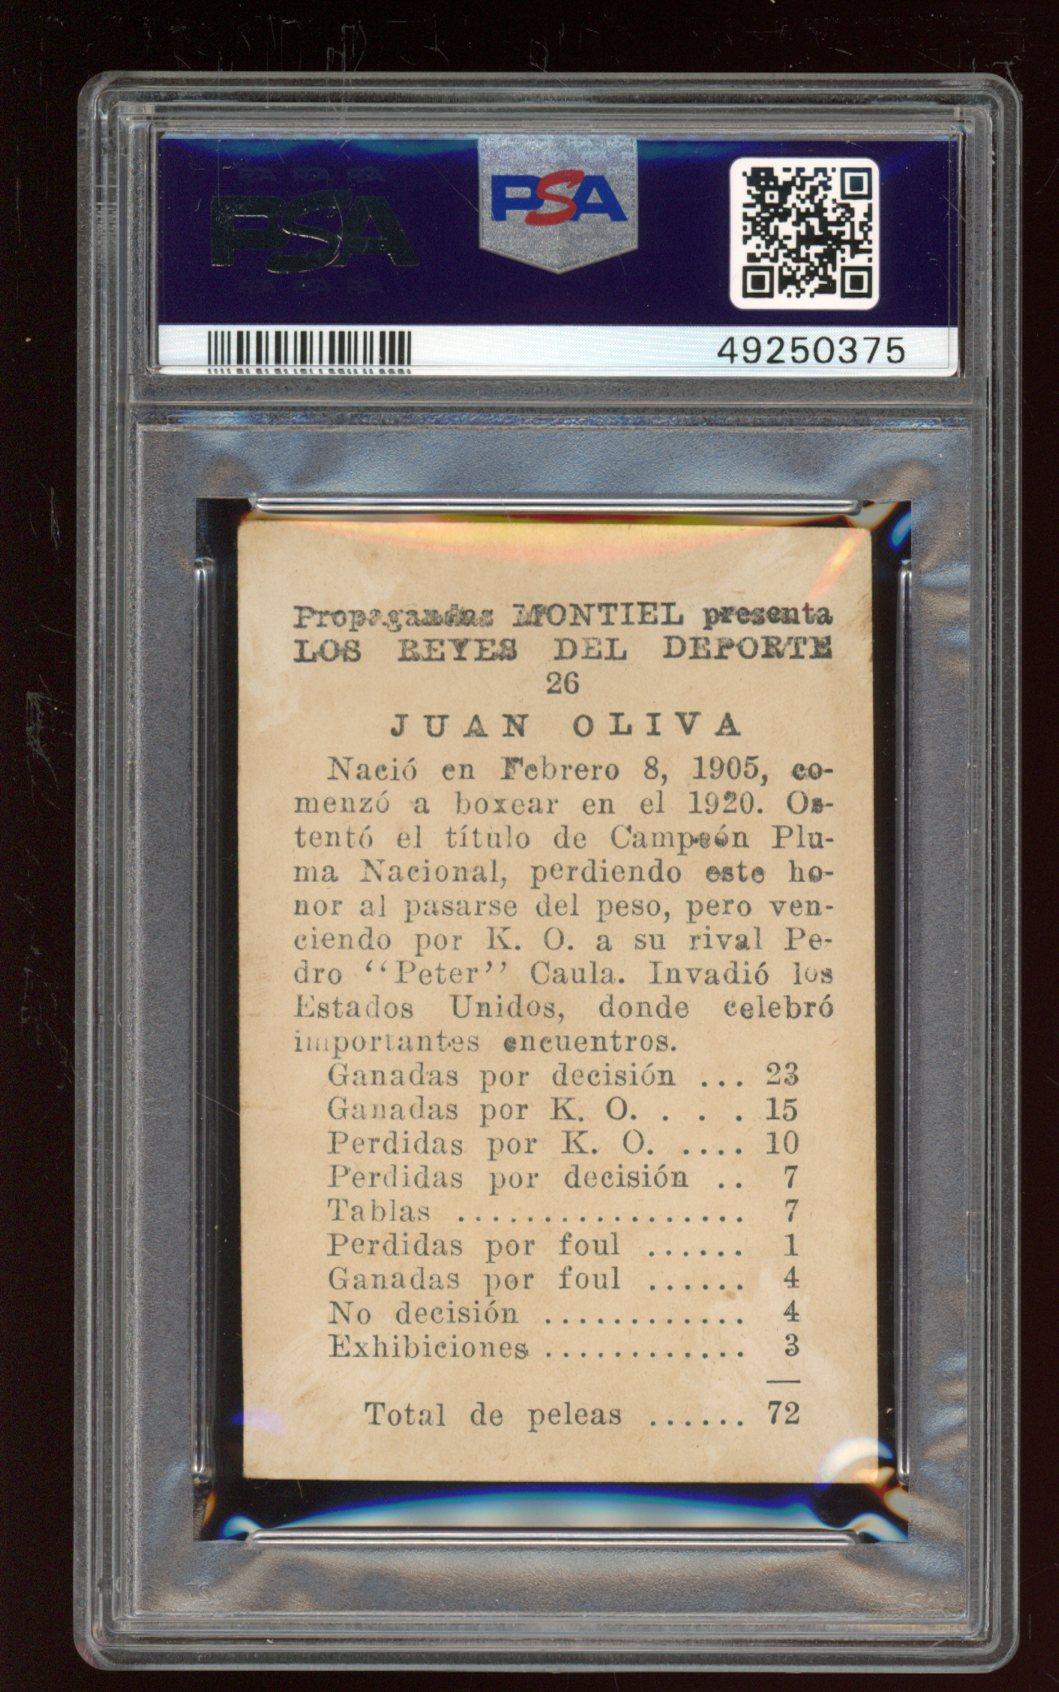 PSA
PSA
49250375
Propagandas MONTIEL presenta
LOS REYES DEL DEPORTE
26
JUAN OLIVA
Nació en Febrero 8, 1905, co-
menzó a boxear en el 1920. Os-
tentó el título de Campeón Plu-
ma Nacional, perdiendo este ho-
nor al pasarse del peso, pero ven-
ciendo por K. O. a su rival Pe-
dro “Peter” Caula. Invadió los
Estados Unidos, donde celebró
importantes encuentros.
Ganadas por decisión ... 23
Ganadas por K. O. . . . 15
Perdidas por K. O. .... 10
Perdidas por decisión .. 7
Tablas ................. 7
Perdidas por foul ...... 1
Ganadas por foul ...... 4
No decisión ............ 4
Exhibiciones ............ 3
Total de peleas ...... 72